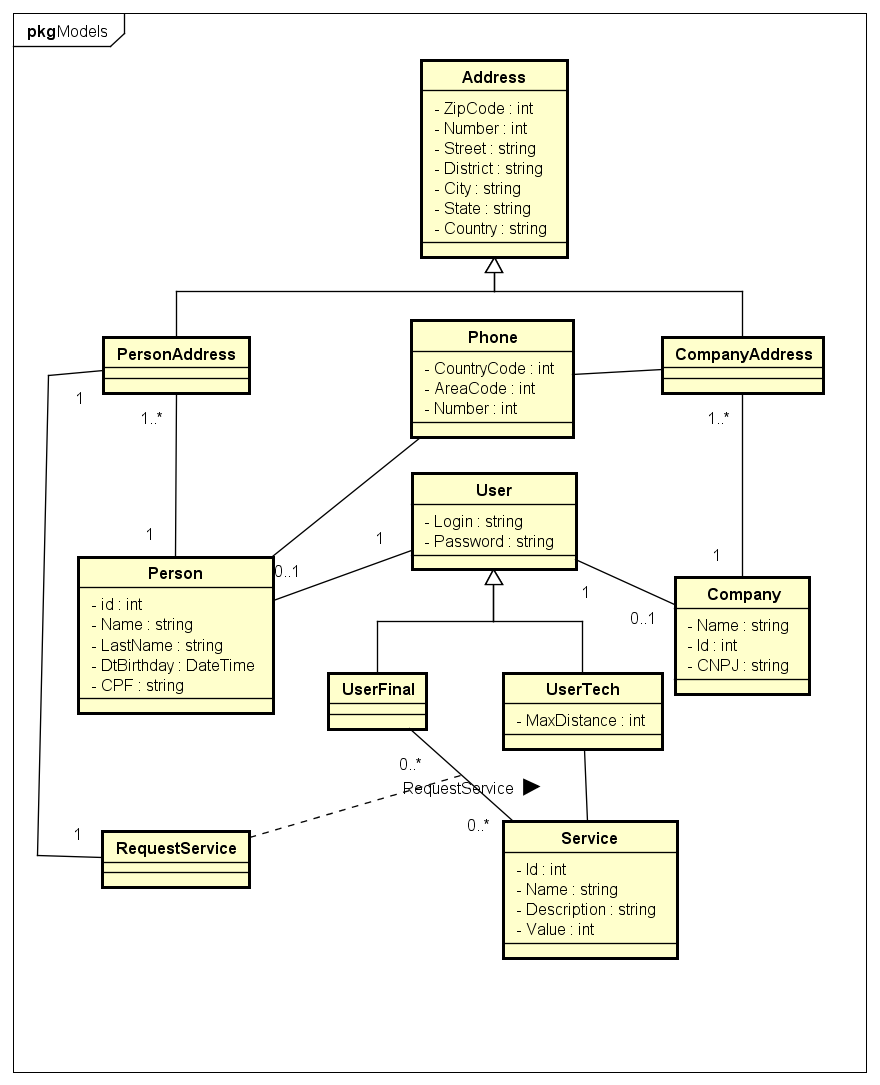 pkg Models
Address
- ZipCode : int
- Number : int
- Street : string
- District : string
- City : string
- State : string
- Country : string
PersonAddress
Phone
- CountryCode : int
- AreaCode : int
- Number : int
CompanyAddress
1
1..*
1..*
User
- Login : string
- Password : string
1
1
1
Person
- id : int
- Name : string
- LastName : string
- DtBirthday : DateTime
- CPF : string
0..1
1
0..1
Company
- Name : string
- Id : int
- CNPJ : string
UserFinal
UserTech
- MaxDistance : int
0..*
RequestService ▶
0..*
1
RequestService
Service
- Id : int
- Name : string
- Description : string
- Value : int